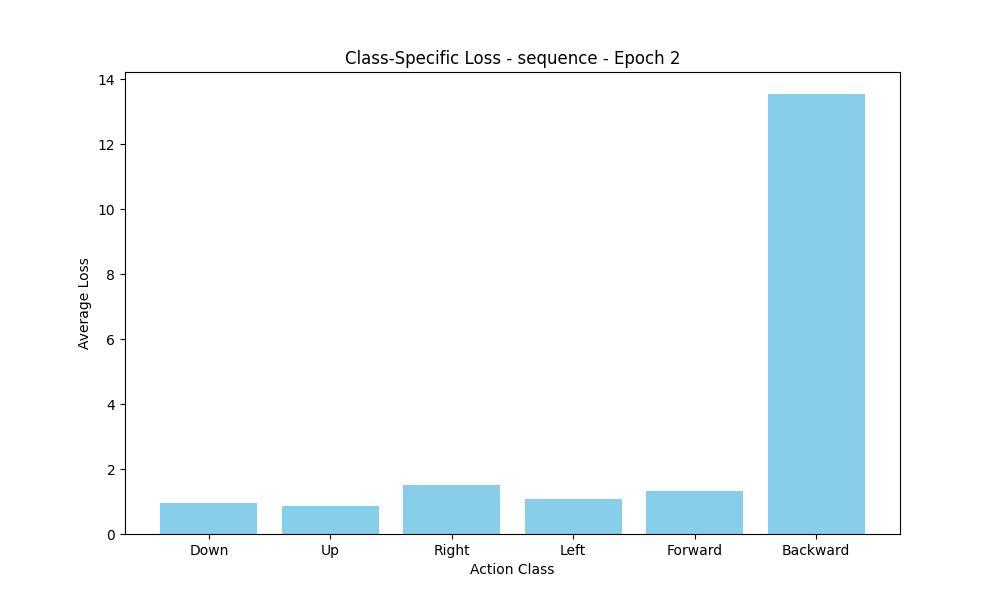 Class-Specific Loss - sequence - Epoch 2
Average Loss
14
12
10
8
6
4
2
0
Down Up Right Left Forward Backward
Action Class